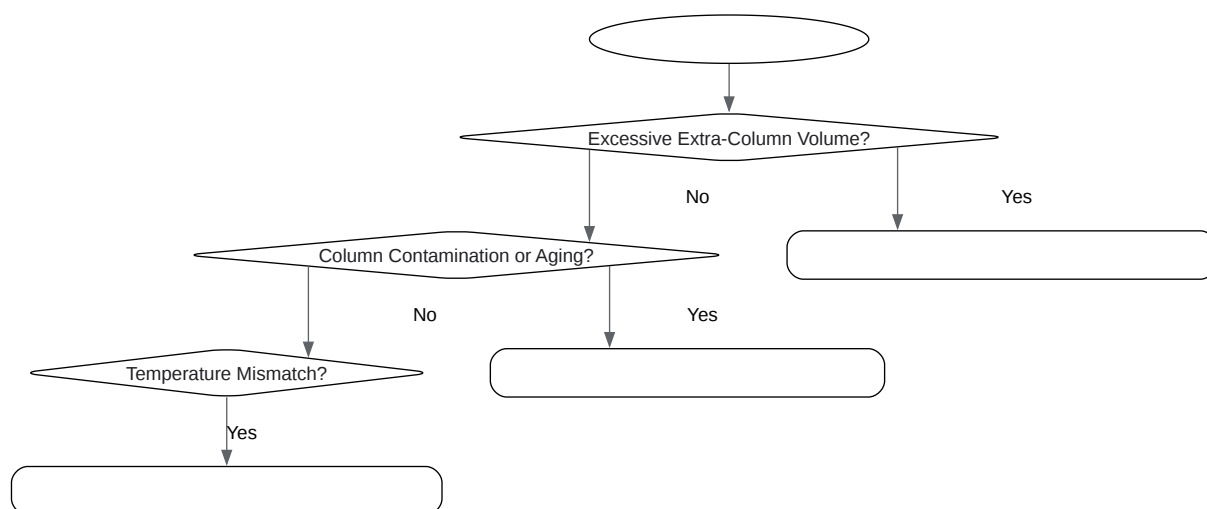 Excessive Extra-Column Volume?
No
Yes
Column Contamination or Aging?
No
Yes
Temperature Mismatch?
Yes